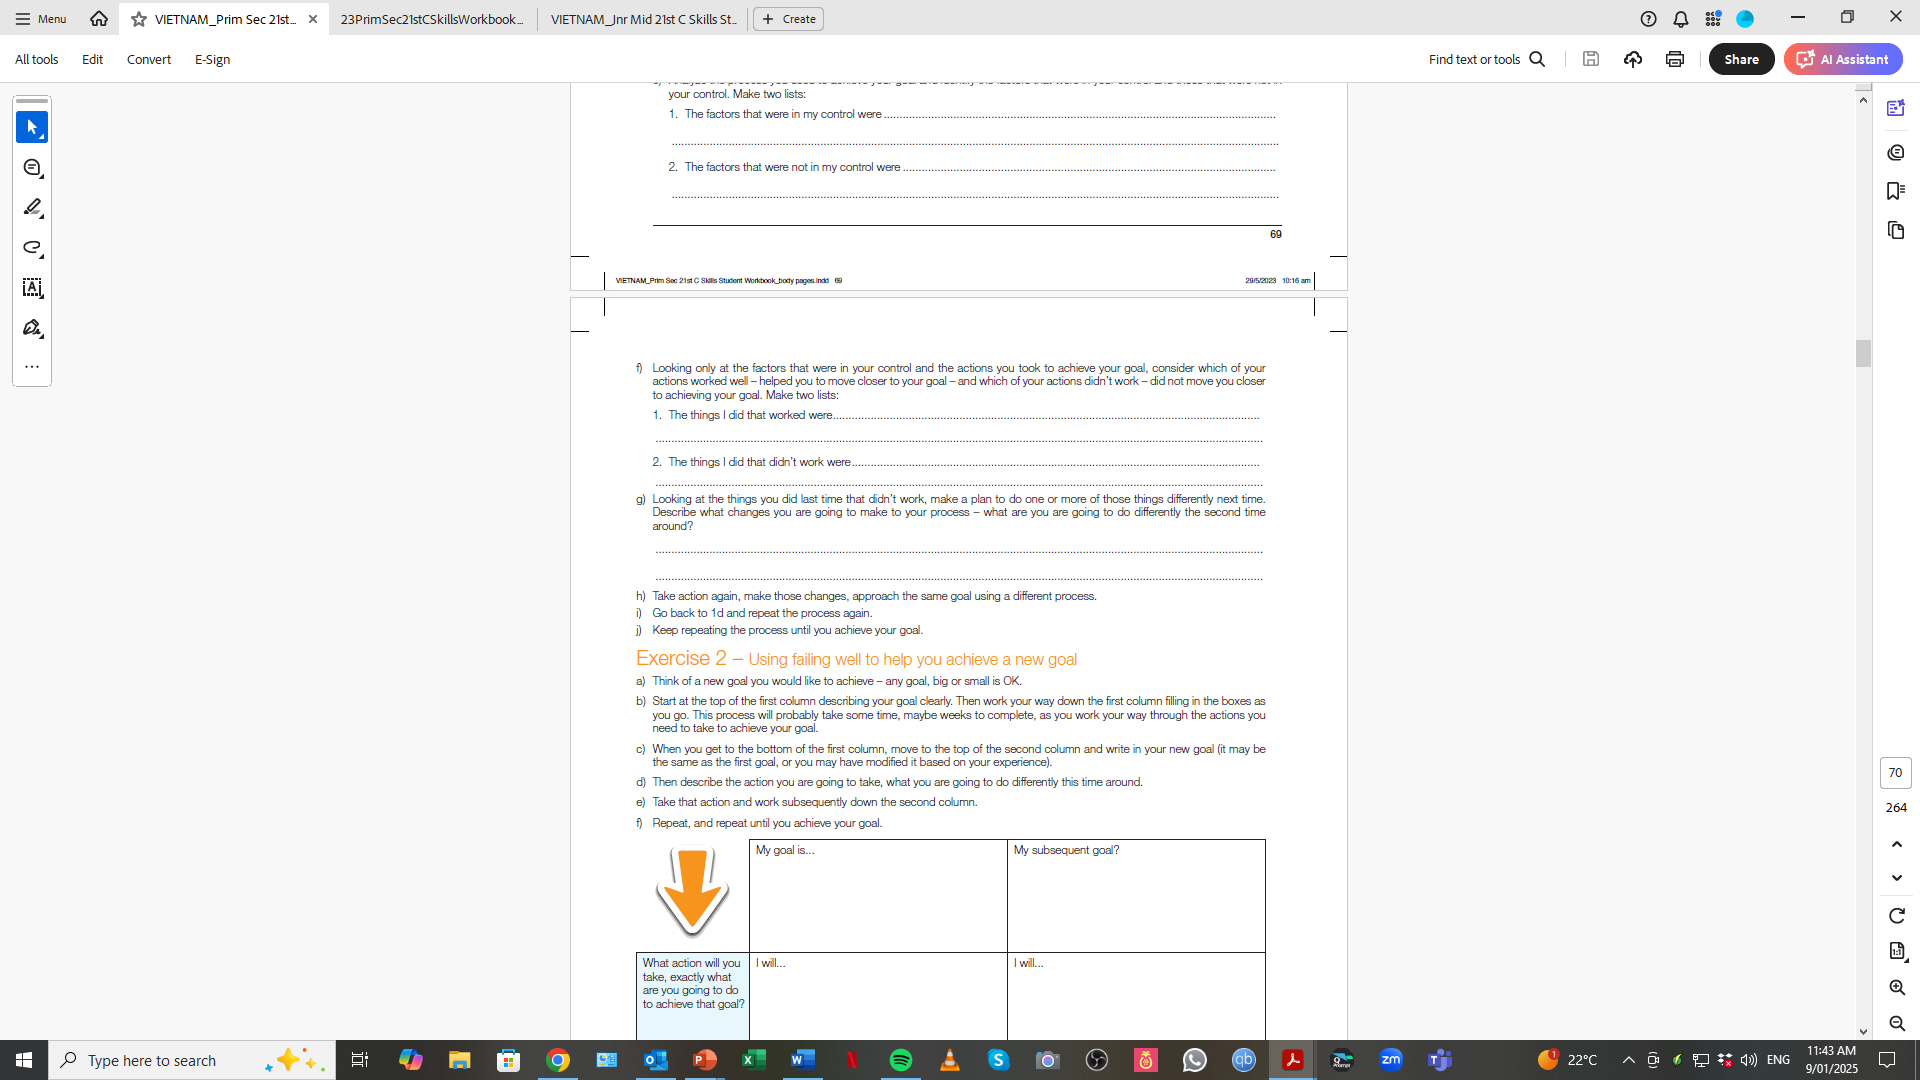 Menu
VIETNAM_Prim Sec 21st...
23PrimSec21stCSkillsWorkbook...
VIETNAM_Jnr Mid 21st C Skills St...
+ Create
All tools
Edit
Convert
E-Sign
Find text or tools
Share
AI Assistant
your control. Make two lists:
1. The factors that were in my control were
2. The factors that were not in my control were
69
VIETNAM_Prim Sec 21st C Skills Student Workbook_body pages.indd 69
29/5/2023 10:16 am
f) Looking only at the factors that were in your control and the actions you took to achieve your goal, consider which of your
actions worked well – helped you to move closer to your goal – and which of your actions didn’t work – did not move you closer
to achieving your goal. Make two lists:
1. The things I did that worked were
2. The things I did that didn’t work were
g) Looking at the things you did last time that didn’t work, make a plan to do one or more of those things differently next time.
Describe what changes you are going to make to your process – what are you are going to do differently the second time
around?
h) Take action again, make those changes, approach the same goal using a different process.
i) Go back to 1d and repeat the process again.
j) Keep repeating the process until you achieve your goal.
Exercise 2 – Using failing well to help you achieve a new goal
a) Think of a new goal you would like to achieve – any goal, big or small is OK.
b) Start at the top of the first column describing your goal clearly. Then work your way down the first column filling in the boxes as
you go. This process will probably take some time, maybe weeks to complete, as you work your way through the actions you
need to take to achieve your goal.
c) When you get to the bottom of the first column, move to the top of the second column and write in your new goal (it may be
the same as the first goal, or you may have modified it based on your experience).
d) Then describe the action you are going to take, what you are going to do differently this time around.
e) Take that action and work subsequently down the second column.
f) Repeat, and repeat until you achieve your goal.
My goal is...
My subsequent goal?
What action will you
take, exactly what
are you going to do
to achieve that goal?
I will...
I will...
70
264
Type here to search
22°C
ENG
11:43 AM
9/01/2025